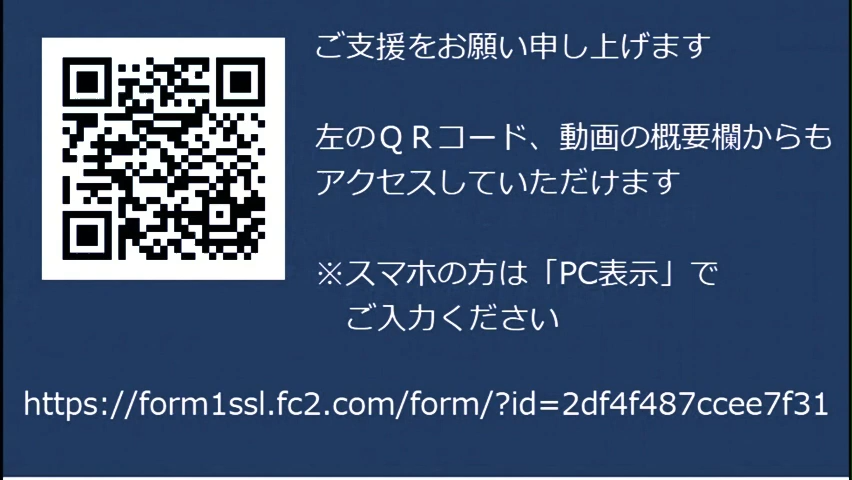 ご支援をお願い申し上げます
左のＱＲコード、動画の概要欄からも
アクセスしていただけます
※スマホの方は「PC表示」で
ご入力ください
https://form1ssl.fc2.com/form/?id=2df4f487ccee7f31